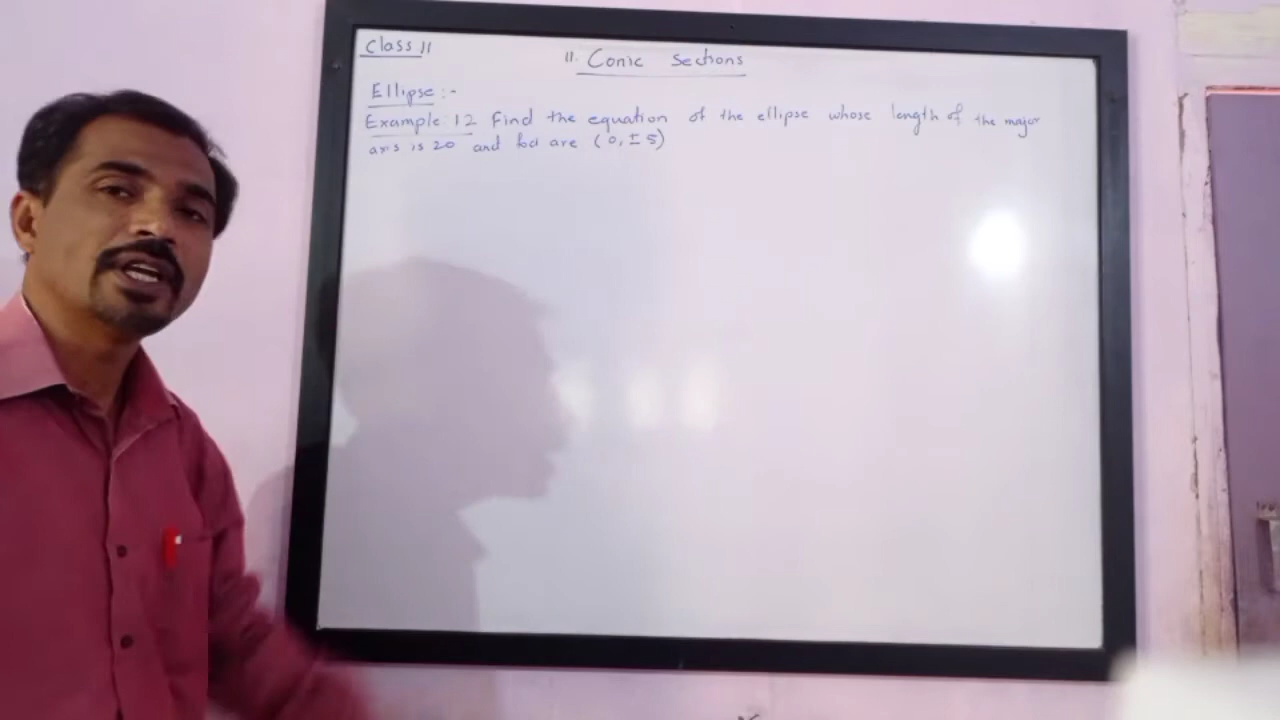 Class 11
11. Conic Sections
Ellipse :-
Example: 12 Find the equation of the ellipse whose length of the major
axis is 20 and foci are (0, ± 5)